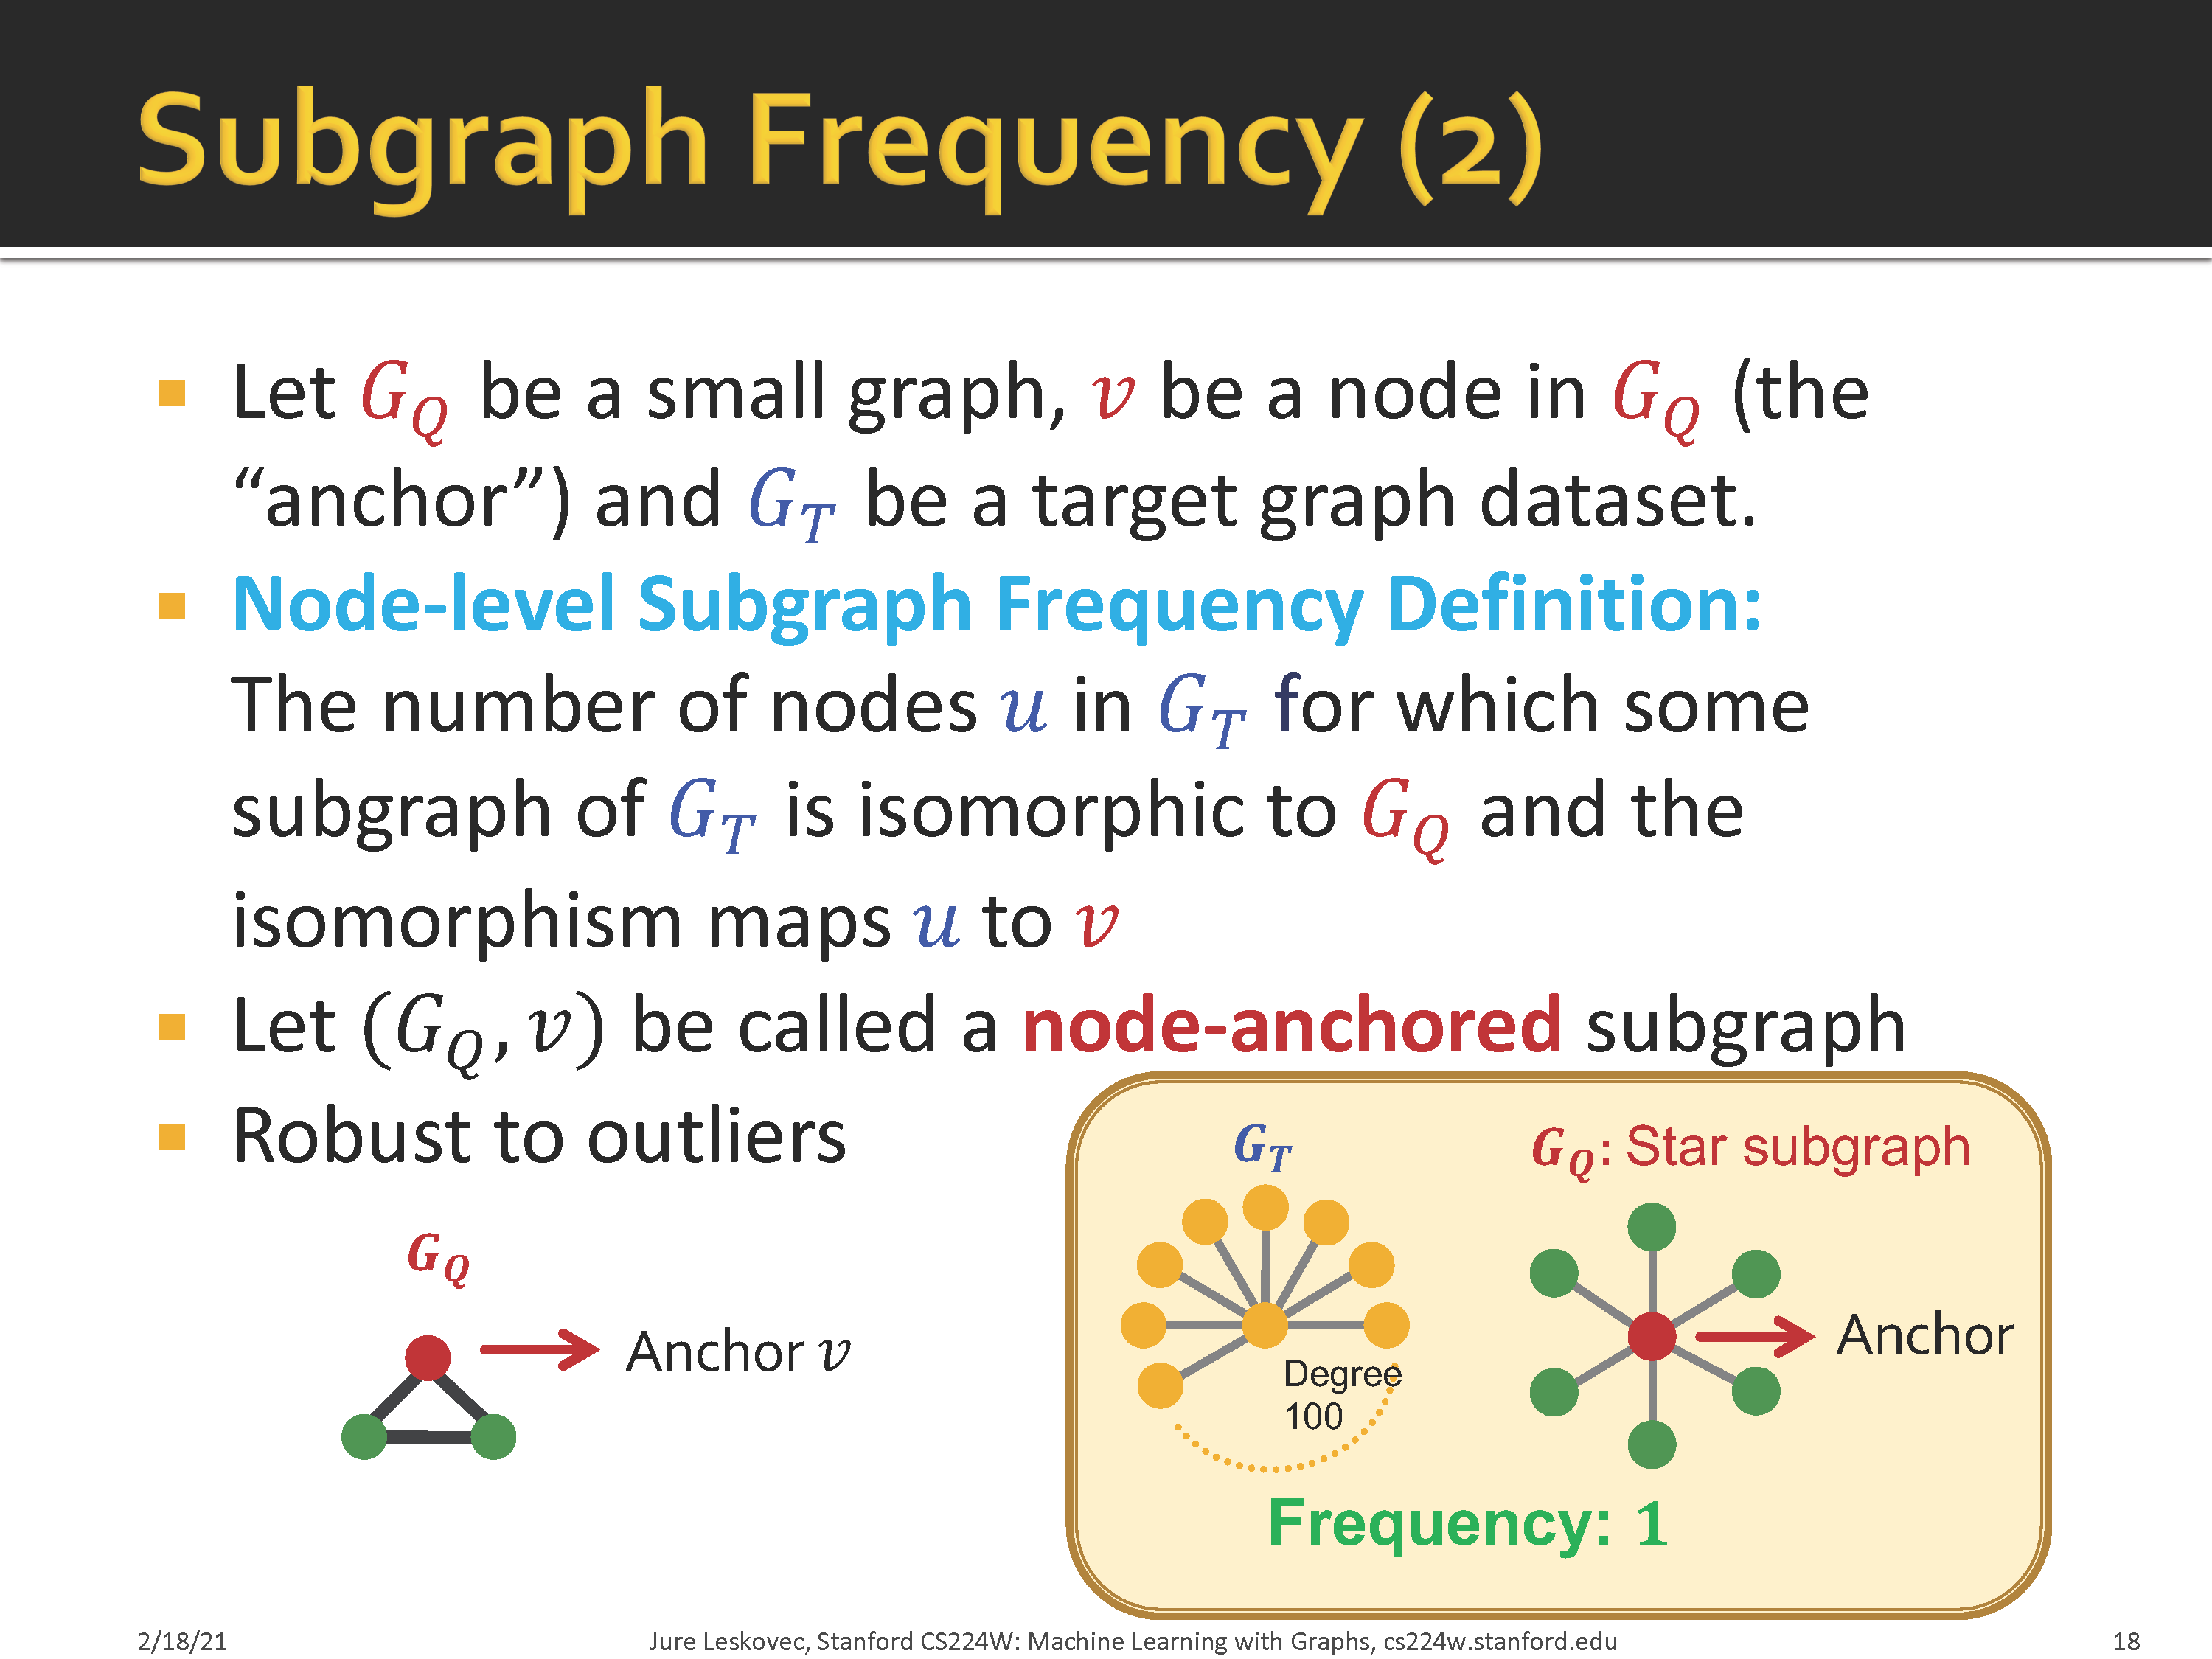 Subgraph Frequency (2)
Let G_Q be a small graph, v be a node in G_Q (the
“anchor”) and G_T be a target graph dataset.
Node-level Subgraph Frequency Definition:
The number of nodes u in G_T for which some
subgraph of G_T is isomorphic to G_Q and the
isomorphism maps u to v
Let (G_Q, v) be called a node-anchored subgraph
Robust to outliers
G_Q
Anchor v
G_T
G_Q: Star subgraph
Anchor
Degree
100
Frequency: 1
2/18/21
Jure Leskovec, Stanford CS224W: Machine Learning with Graphs, cs224w.stanford.edu
18